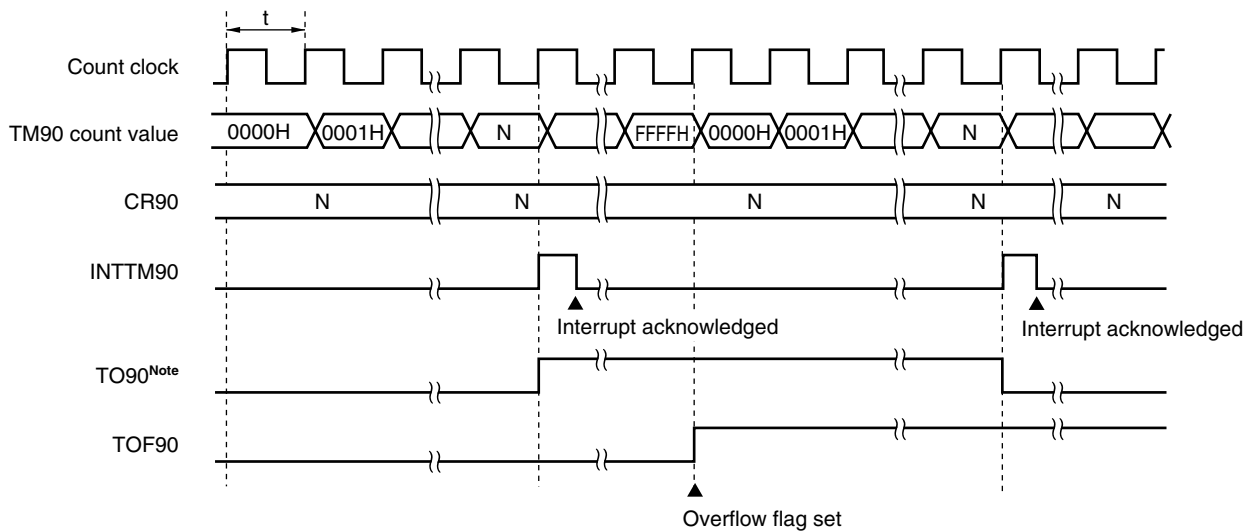 t
Count clock
TM90 count value 0000H 0001H N FFFFH 0000H 0001H N
CR90 N N N N N
INTTM90
Interrupt acknowledged Interrupt acknowledged
TO90Note
TOF90
Overflow flag set